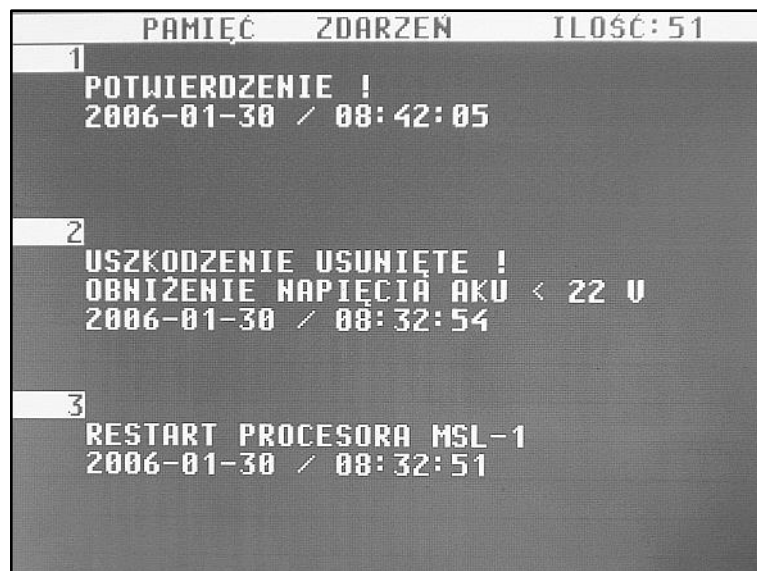 PAMIĘĆ ZDARZEŃ ILOŚĆ:51
1
POTWIERDZENIE !
2006-01-30 / 08:42:05
2
USZKODZENIE USUNIĘTE !
OBNIŻENIE NAPIĘCIA AKU < 22 V
2006-01-30 / 08:32:54
3
RESTART PROCESORA MSL-1
2006-01-30 / 08:32:51